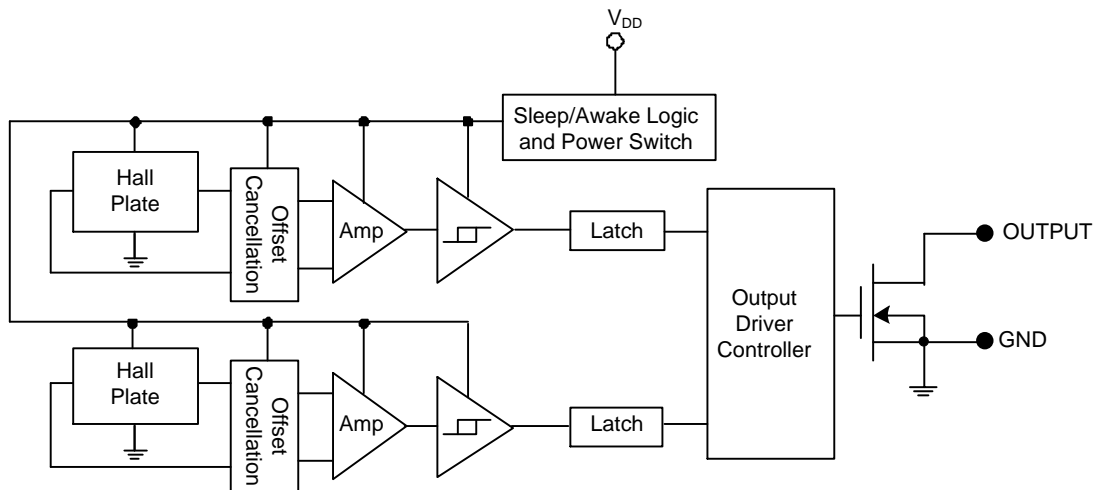 VDD
Sleep/Awake Logic
and Power Switch
Hall
Plate
Offset
Cancellation
Amp
Latch
Output
Driver
Controller
OUTPUT
GND
Hall
Plate
Offset
Cancellation
Amp
Latch